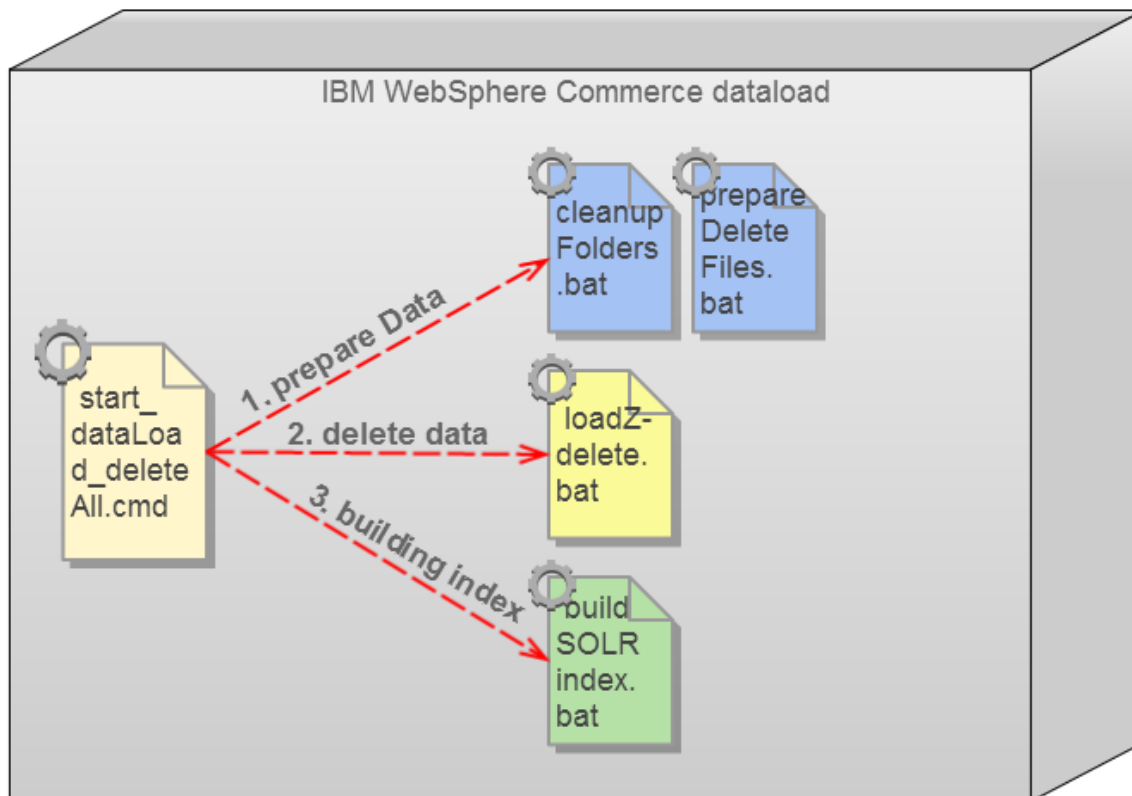 IBM WebSphere Commerce dataload
cleanup
Folders
.bat
prepare
Delete
Files.
bat
1. prepare Data
start_
dataLoa
d_delete
All.cmd
2. delete data
loadZ-
delete.
bat
3. building index
build
SOLR
index.
bat